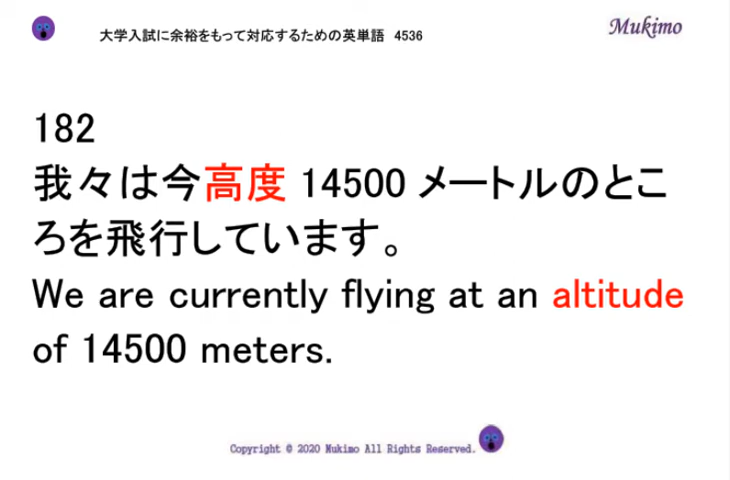 大学入試に余裕をもって対応するための英単語 4536
Mukimo
182
我々は今高度 14500 メートルのとこ
ろを飛行しています。
We are currently flying at an altitude
of 14500 meters.
Copyright © 2020 Mukimo All Rights Reserved.